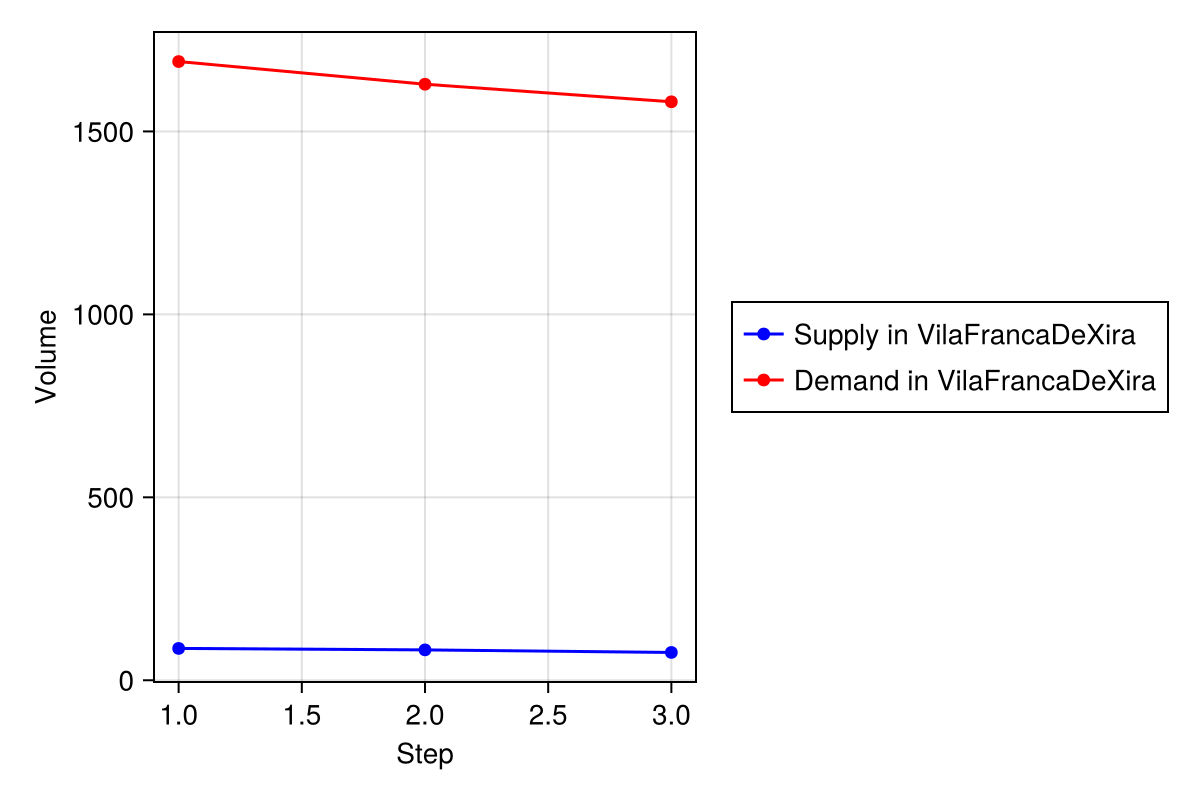 Volume
1500
1000
500
0
1.0 1.5 2.0 2.5 3.0
Step
Supply in VilaFrancaDeXira
Demand in VilaFrancaDeXira